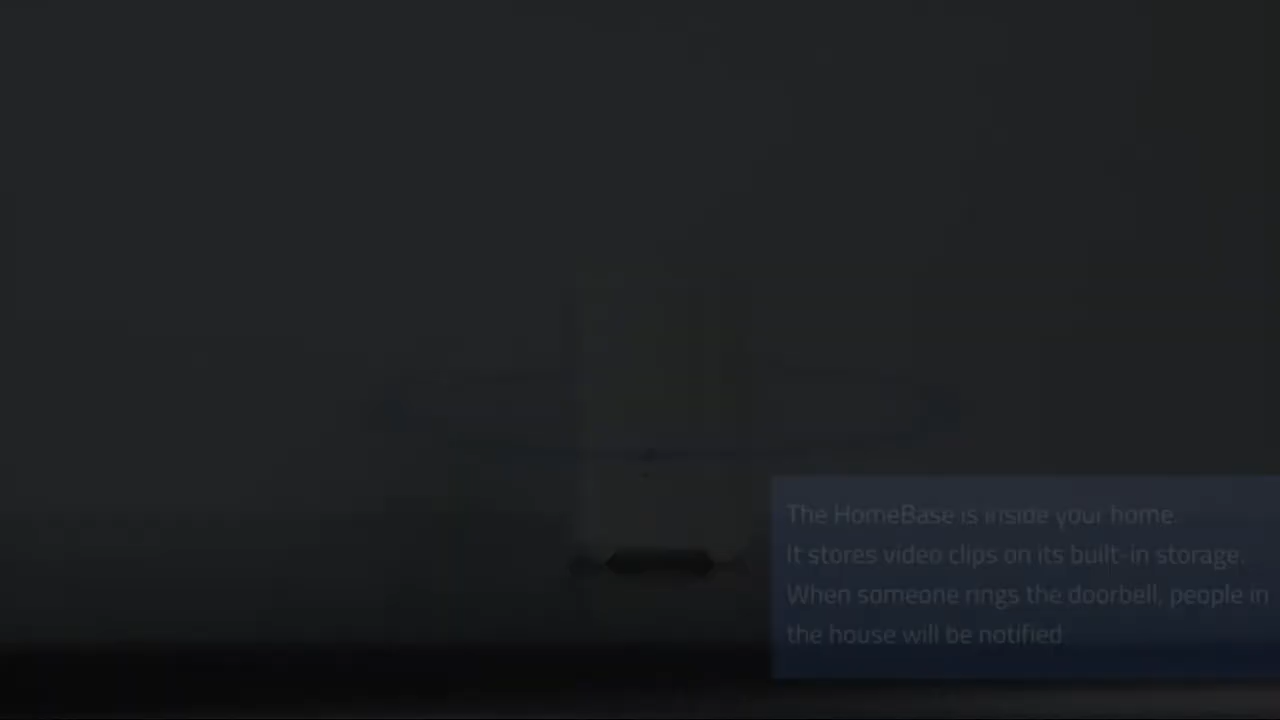 The HomeBase is inside your home.
It stores video clips on its built-in storage.
When someone rings the doorbell, people in
the house will be notified